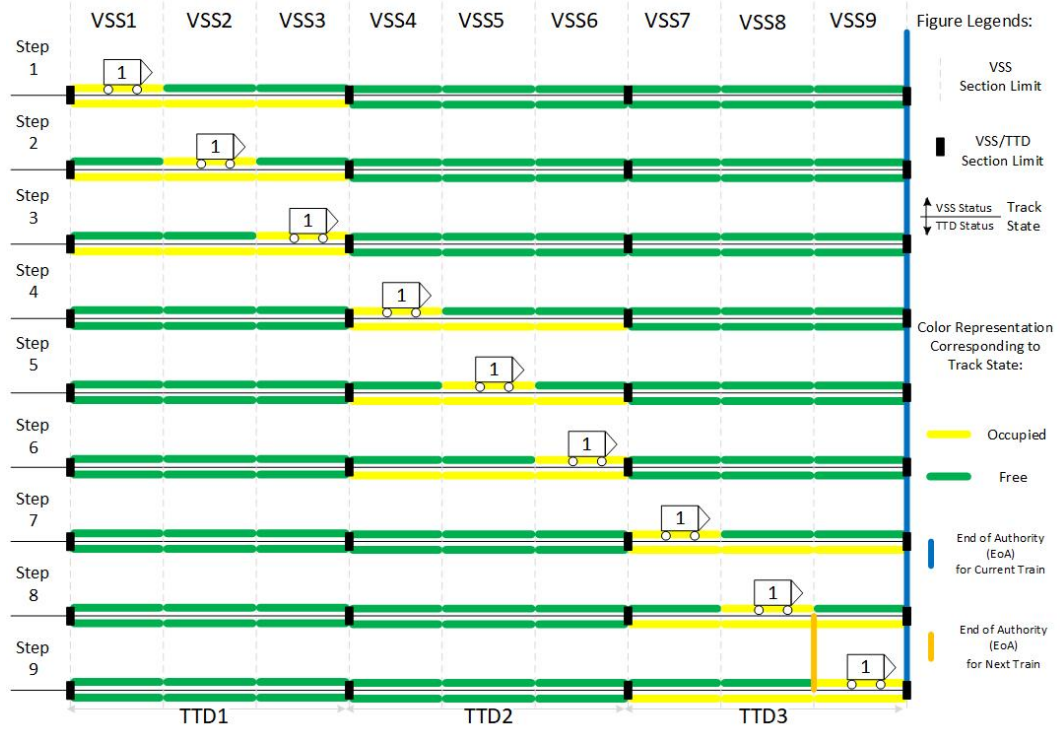 VSS1 VSS2 VSS3 VSS4 VSS5 VSS6 VSS7 VSS8 VSS9
Step
1
1
Step
2
1
Step
3
1
Step
4
1
Step
5
1
Step
6
1
Step
7
1
Step
8
1
Step
9
1
TTD1 TTD2 TTD3
Figure Legends:
VSS
Section Limit
VSS/TTD
Section Limit
VSS Status
TTD Status
Track
State
Color Representation
Corresponding to
Track State:
Occupied
Free
End of Authority
(EoA)
for Current Train
End of Authority
(EoA)
for Next Train